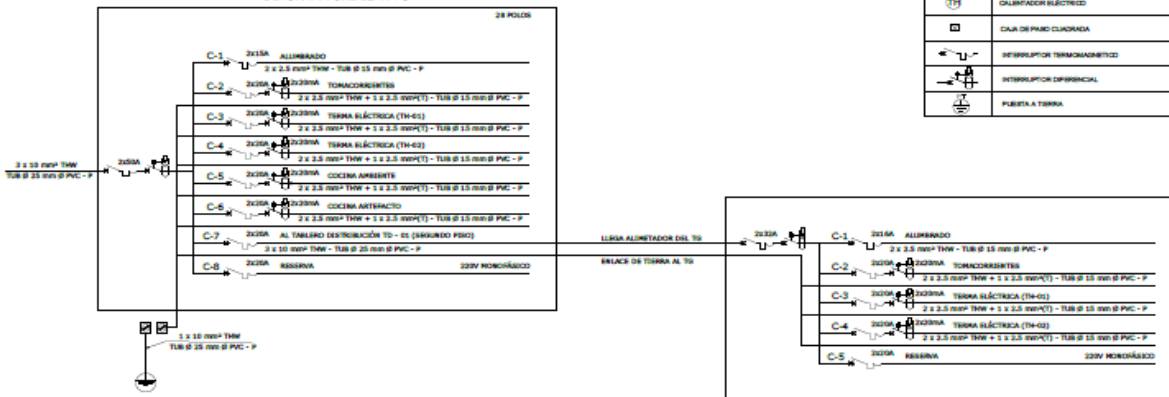 28 POLOS
C-1 2x15A ALUMBRADO
2 x 2.5 mm² THW - TUB Ø 15 mm Ø PVC - P
C-2 2x20A 2x20mA TOMACORRIENTES
2 x 2.5 mm² THW + 1 x 2.5 mm²(T) - TUB Ø 15 mm Ø PVC - P
C-3 2x20A 2x20mA TERMA ELÉCTRICA (TH-01)
2 x 2.5 mm² THW + 1 x 2.5 mm²(T) - TUB Ø 15 mm Ø PVC - P
C-4 2x20A 2x20mA TERMA ELÉCTRICA (TH-02)
2 x 2.5 mm² THW + 1 x 2.5 mm²(T) - TUB Ø 15 mm Ø PVC - P
C-5 2x20A 2x20mA COCINA AMBIENTE
2 x 2.5 mm² THW + 1 x 2.5 mm²(T) - TUB Ø 15 mm Ø PVC - P
C-6 2x20A 2x20mA COCINA ARTEFACTO
2 x 2.5 mm² THW + 1 x 2.5 mm²(T) - TUB Ø 15 mm Ø PVC - P
C-7 2x20A AL TABLERO DISTRIBUCIÓN TD - 01 (SEGUNDO PISO)
3 x 10 mm² THW - TUB Ø 25 mm Ø PVC - P
C-8 2x20A RESERVA 220V MONOFÁSICO
3 x 10 mm² THW
TUB Ø 25 mm Ø PVC - P
2x50A
1 x 10 mm² THW
TUB Ø 25 mm Ø PVC - P
LLEGA ALIMETADOR DEL TG
ENLACE DE TIERRA AL TG
2x32A
C-1 2x16A ALUMBRADO
2 x 2.5 mm² THW - TUB Ø 15 mm Ø PVC - P
C-2 2x20A 2x20mA TOMACORRIENTES
2 x 2.5 mm² THW + 1 x 2.5 mm²(T) - TUB Ø 15 mm Ø PVC - P
C-3 2x20A 2x20mA TERMA ELÉCTRICA (TH-01)
2 x 2.5 mm² THW + 1 x 2.5 mm²(T) - TUB Ø 15 mm Ø PVC - P
C-4 2x20A 2x20mA TERMA ELÉCTRICA (TH-02)
2 x 2.5 mm² THW + 1 x 2.5 mm²(T) - TUB Ø 15 mm Ø PVC - P
C-5 2x20A RESERVA 220V MONOFÁSICO
TH CALENTADOR ELÉCTRICO
CAJA DE PASO CUADRADA
INTERRUPTOR TERMOMAGNETICO
INTERRUPTOR DIFERENCIAL
PUESTA A TIERRA